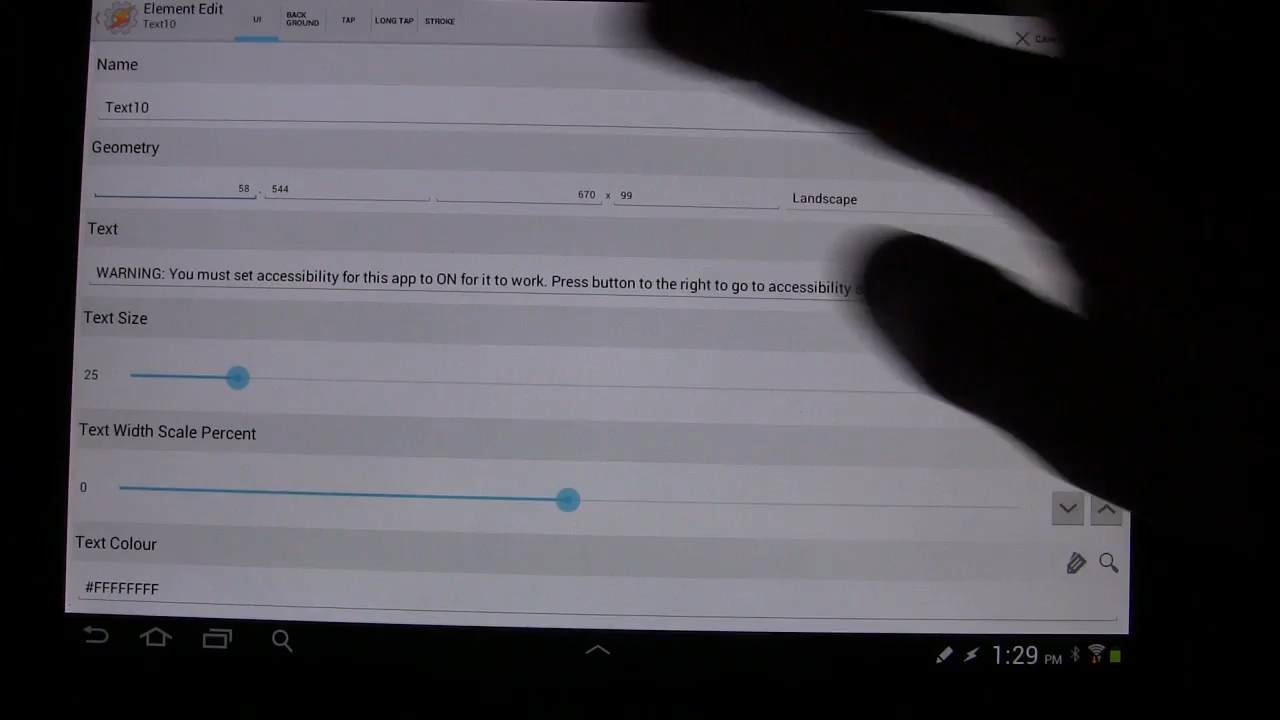 Element Edit
Text10
UI
BACK GROUND
TAP
LONG TAP
STROKE
Name
Text10
Geometry
58 , 544
670 x 99
Landscape
Text
WARNING: You must set accessibility for this app to ON for it to work. Press button to the right to go to accessibility
Text Size
25
Text Width Scale Percent
0
Text Colour
#FFFFFFFF
1:29 PM